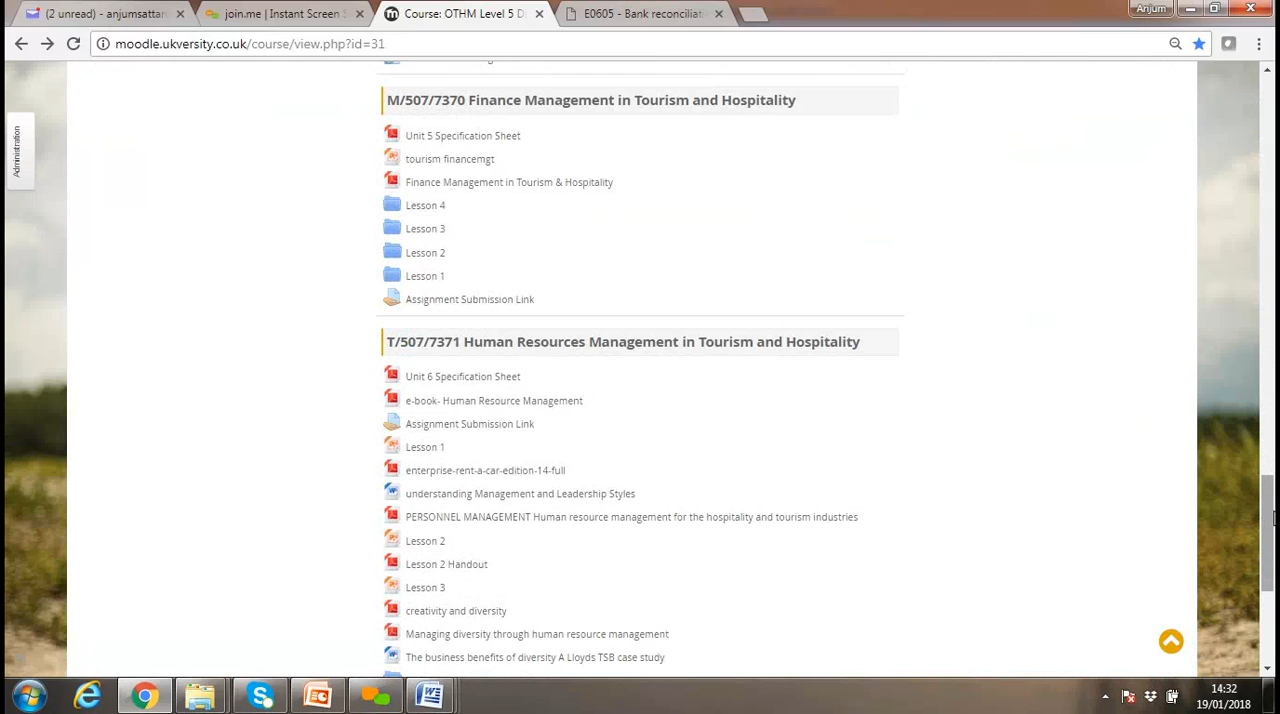 (2 unread) - anjumsattar
join.me | Instant Screen S
Course: OTHM Level 5 D
E0605 - Bank reconciliat
Anjum
moodle.ukversity.co.uk/course/view.php?id=31
Administration
M/507/7370 Finance Management in Tourism and Hospitality
Unit 5 Specification Sheet
tourism financemgt
Finance Management in Tourism & Hospitality
Lesson 4
Lesson 3
Lesson 2
Lesson 1
Assignment Submission Link
T/507/7371 Human Resources Management in Tourism and Hospitality
Unit 6 Specification Sheet
e-book- Human Resource Management
Assignment Submission Link
Lesson 1
enterprise-rent-a-car-edition-14-full
understanding Management and Leadership Styles
PERSONNEL MANAGEMENT Human resource management for the hospitality and tourism industries
Lesson 2
Lesson 2 Handout
Lesson 3
creativity and diversity
Managing diversity through human resource management
The business benefits of diversity A Lloyds TSB case study
14:32
19/01/2018